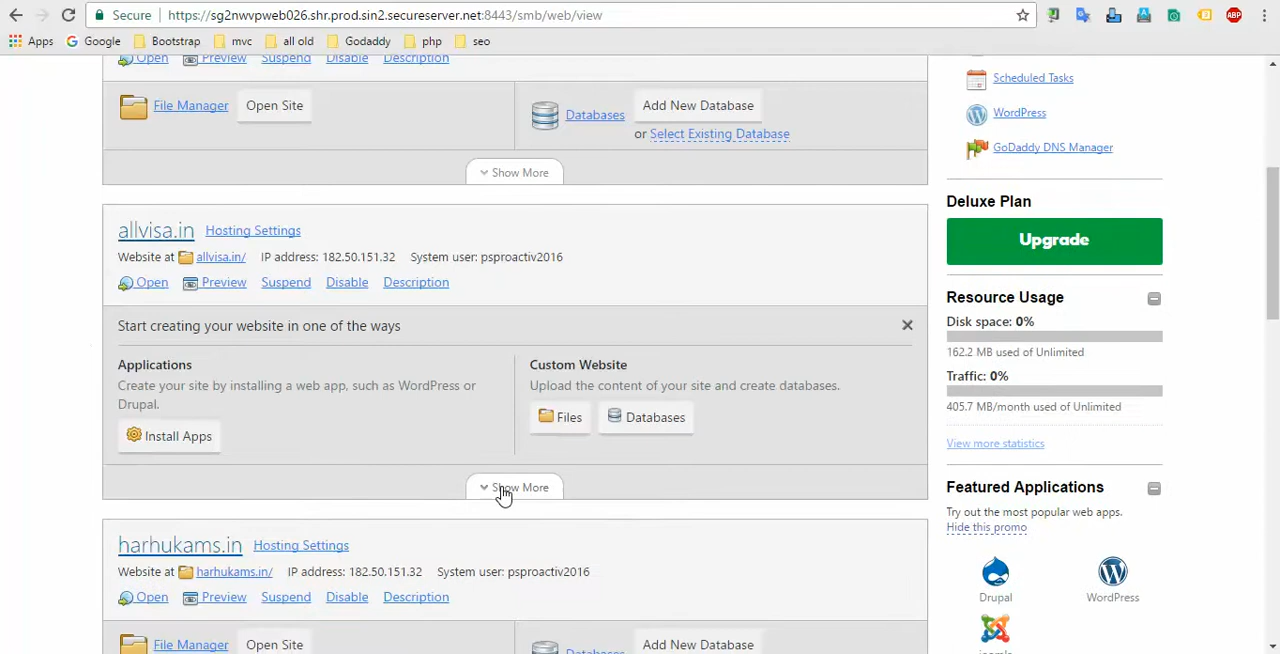 Secure https://sg2nwvpweb026.shr.prod.sin2.secureserver.net:8443/smb/web/view
ABP
Apps Google Bootstrap mvc all old Godaddy php seo
Open Preview Suspend Disable Description
File Manager Open Site
Databases Add New Database
or Select Existing Database
Show More
allvisa.in Hosting Settings
Website at allvisa.in/ IP address: 182.50.151.32 System user: psproactiv2016
Open Preview Suspend Disable Description
Start creating your website in one of the ways
Applications
Create your site by installing a web app, such as WordPress or
Drupal.
Install Apps
Custom Website
Upload the content of your site and create databases.
Files Databases
Show More
harhukams.in Hosting Settings
Website at harhukams.in/ IP address: 182.50.151.32 System user: psproactiv2016
Open Preview Suspend Disable Description
File Manager Open Site
Databases Add New Database
Scheduled Tasks
WordPress
GoDaddy DNS Manager
Deluxe Plan
Upgrade
Resource Usage
Disk space: 0%
162.2 MB used of Unlimited
Traffic: 0%
405.7 MB/month used of Unlimited
View more statistics
Featured Applications
Try out the most popular web apps.
Hide this promo
Drupal WordPress